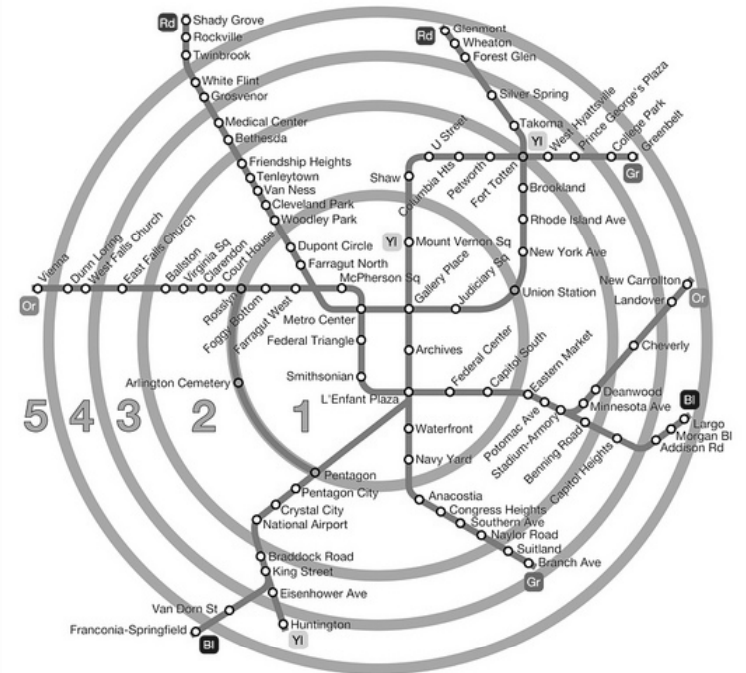 Rd
Shady Grove
Rockville
Twinbrook
White Flint
Grosvenor
Medical Center
Bethesda
Friendship Heights
Tenleytown
Van Ness
Cleveland Park
Woodley Park
Dupont Circle
Farragut North
McPherson Sq
Rd
Glenmont
Wheaton
Forest Glen
Silver Spring
Takoma
Yl
West Hyattsville
Prince George's Plaza
College Park
Greenbelt
Gr
U Street
Columbia Hts
Petworth
Fort Totten
Shaw
Brookland
Rhode Island Ave
Yl
Mount Vernon Sq
New York Ave
Gallery Place
Judiciary Sq
Union Station
New Carrollton
Or
Landover
Cheverly
Deanwood
Minnesota Ave
Vienna
Or
Dunn Loring
West Falls Church
East Falls Church
Ballston
Virginia Sq
Clarendon
Court House
Rosslyn
Foggy Bottom
Farragut West
Metro Center
Federal Triangle
Smithsonian
Archives
L'Enfant Plaza
Federal Center
Capitol South
Eastern Market
Potomac Ave
Stadium-Armory
Benning Road
Capitol Heights
Bl
Largo
Morgan Bl
Addison Rd
Arlington Cemetery
5 4 3 2 1
Waterfront
Navy Yard
Anacostia
Congress Heights
Southern Ave
Naylor Road
Suitland
Branch Ave
Gr
Pentagon
Pentagon City
Crystal City
National Airport
Braddock Road
King Street
Eisenhower Ave
Van Dorn St
Franconia-Springfield
Bl
Huntington
Yl